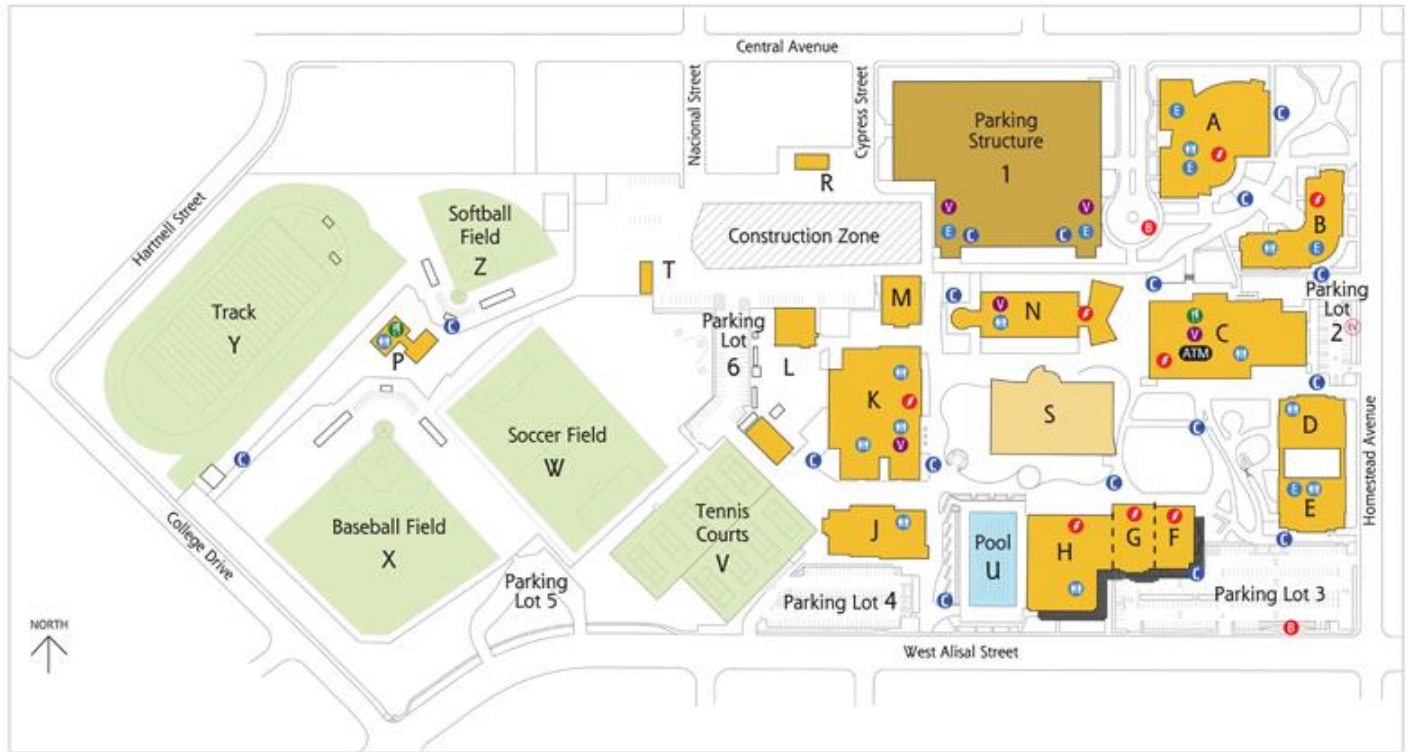 Central Avenue
Nacional Street
Cypress Street
Parking
Structure
1
V
V
E
C
C
E
E
A
C
E
C
B
B
E
C
R
Hartnell Street
Softball
Field
Z
Construction Zone
T
Track
Y
P
C
M
C
N
V
C
C
V
ATM
Parking
Lot
2
EV
C
Parking
Lot
6
L
K
V
C
C
S
C
C
D
E
E
C
Homestead Avenue
Soccer Field
W
C
Baseball Field
X
College Drive
Tennis
Courts
V
J
Pool
U
H
G
F
C
C
Parking
Lot 5
Parking Lot 4
Parking Lot 3
B
West Alisal Street
NORTH